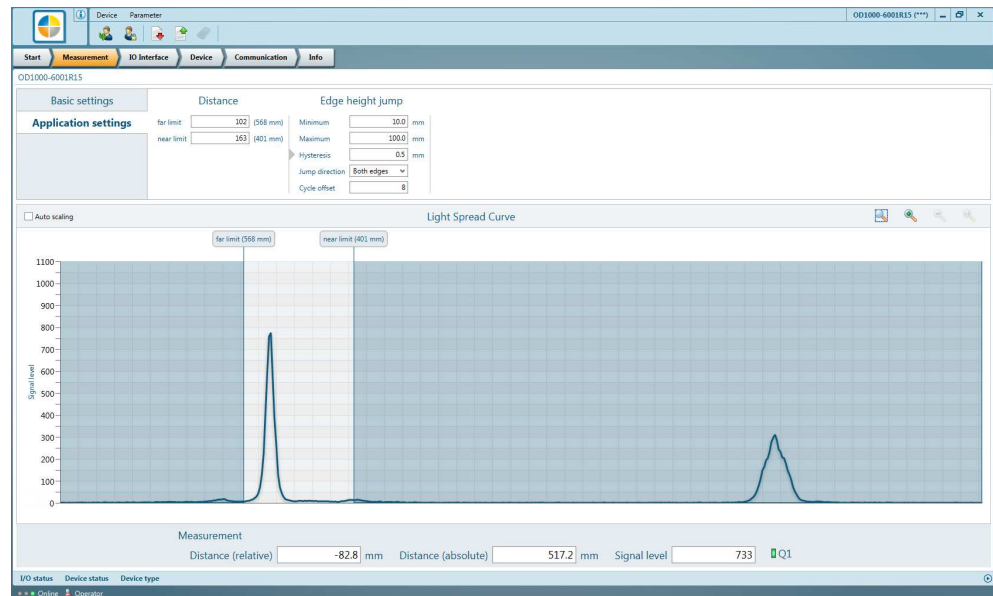 Device Parameter OD1000-6001R15 (***)
Start Measurement IO Interface Device Communication Info
OD1000-6001R15
Basic settings Distance Edge height jump
Application settings far limit 102 (568 mm) Minimum 10.0 mm
near limit 163 (401 mm) Maximum 100.0 mm
Hysteresis 0.5 mm
Jump direction Both edges
Cycle offset 8
Auto scaling Light Spread Curve
far limit (568 mm) near limit (401 mm)
1100
1000
900
800
700
600
500
400
300
200
100
0
Signal level
Measurement
Distance (relative) -82.8 mm Distance (absolute) 517.2 mm Signal level 733 Q1
I/O status Device status Device type
Online Operator